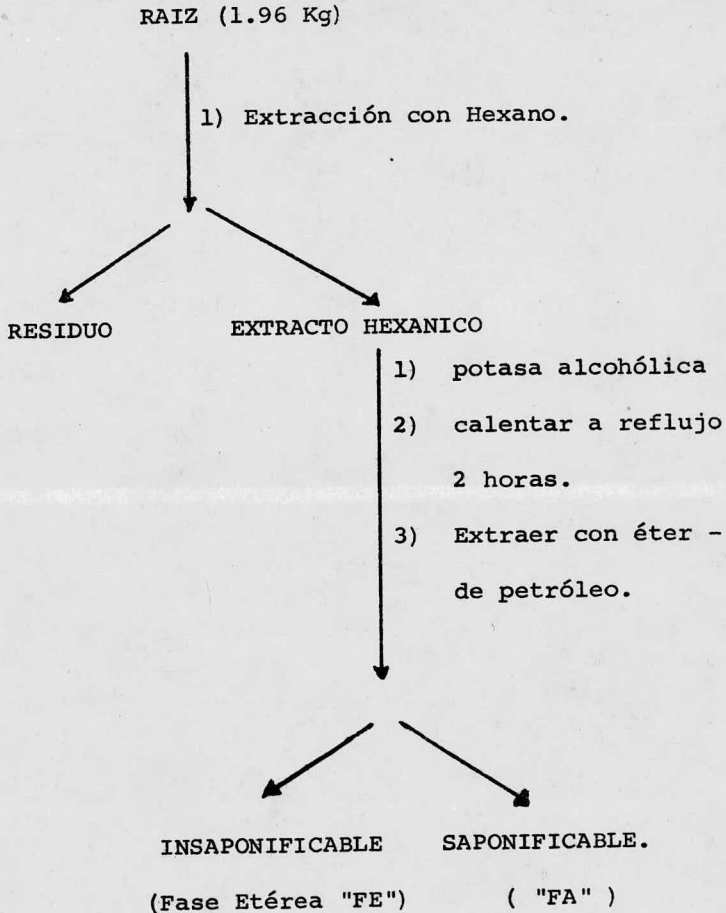 RAIZ (1.96 Kg)
1) Extracción con Hexano.
RESIDUO EXTRACTO HEXANICO
1) potasa alcohólica
2) calentar a reflujo
2 horas.
3) Extraer con éter -
de petróleo.
INSAPONIFICABLE SAPONIFICABLE.
(Fase Etérea "FE") ( "FA" )